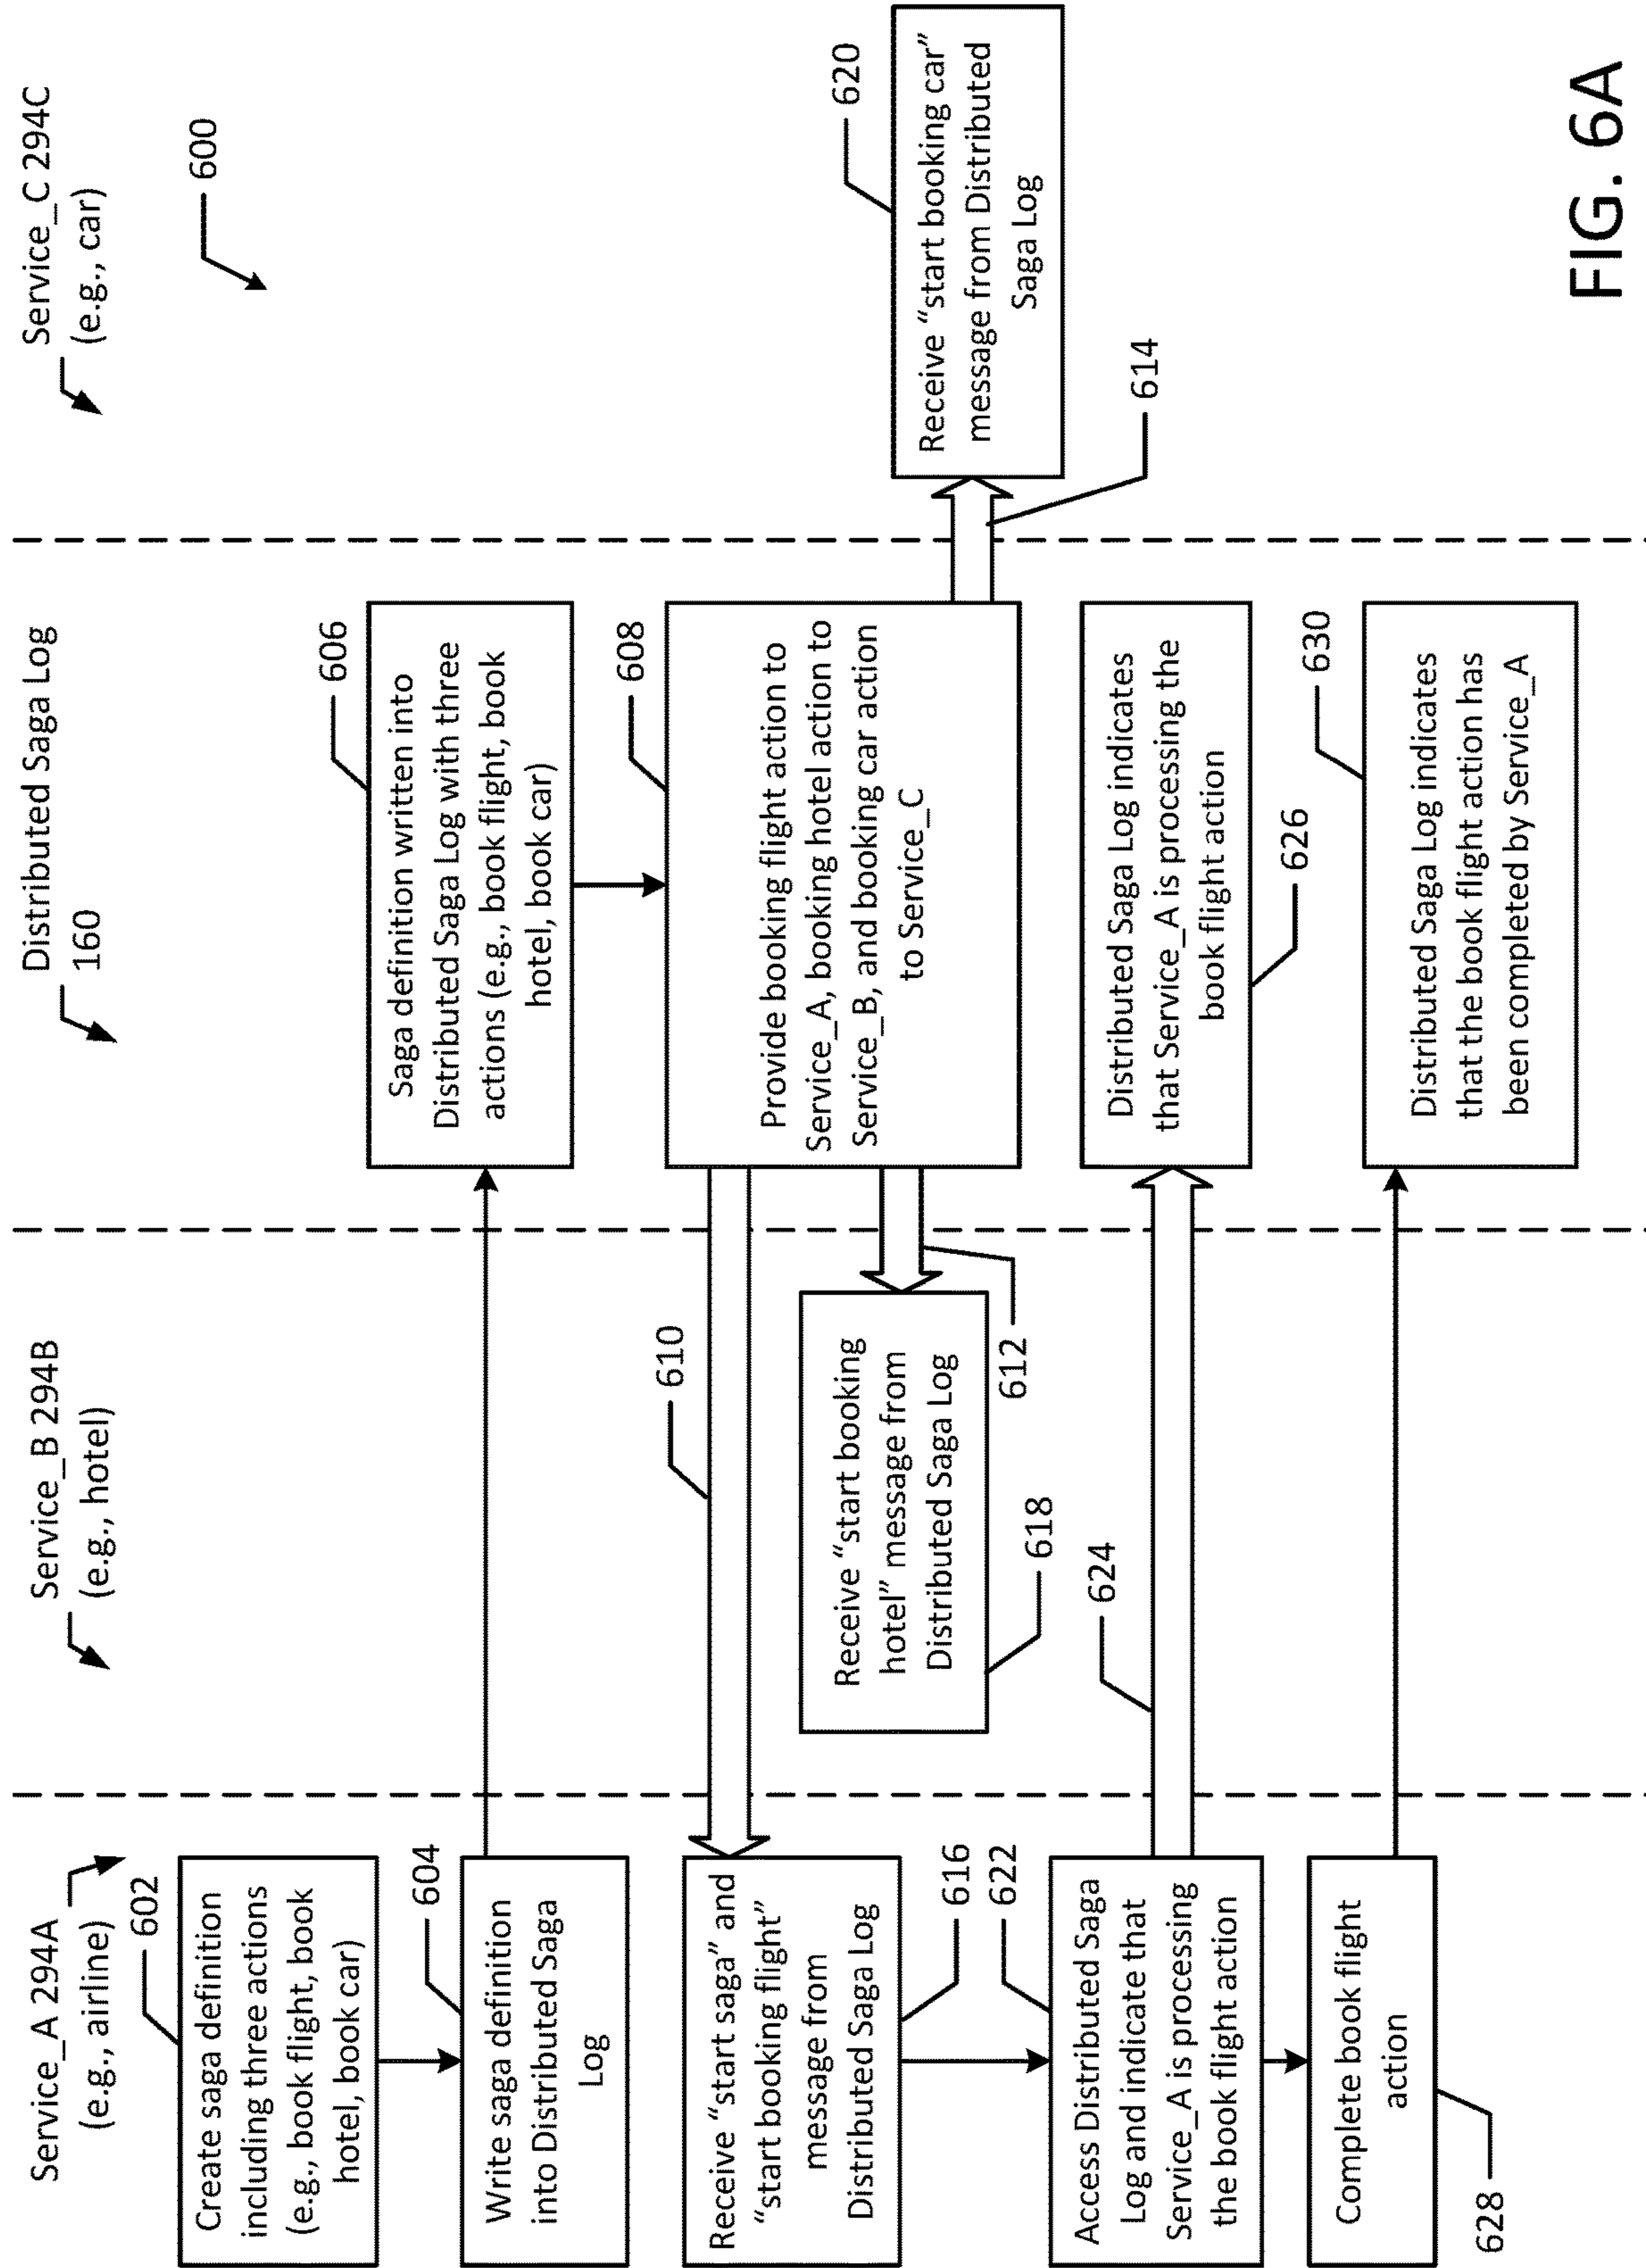 Service_A 294A
(e.g., airline)
Service_B 294B
(e.g., hotel)
Distributed Saga Log
160
Service_C 294C
(e.g., car)
600
602
Create saga definition
including three actions
(e.g., book flight, book
hotel, book car)
604
Write saga definition
into Distributed Saga
Log
606
Saga definition written into
Distributed Saga Log with three
actions (e.g., book flight, book
hotel, book car)
608
Provide booking flight action to
Service_A, booking hotel action to
Service_B, and booking car action
to Service_C
610
Receive “start saga” and
“start booking flight”
message from
Distributed Saga Log
616
Receive “start booking
hotel” message from
Distributed Saga Log
612
618
620
Receive “start booking car”
message from Distributed
Saga Log
614
622
Access Distributed Saga
Log and indicate that
Service_A is processing
the book flight action
624
Distributed Saga Log indicates
that Service_A is processing the
book flight action
626
Complete book flight
action
628
630
Distributed Saga Log indicates
that the book flight action has
been completed by Service_A
FIG. 6A